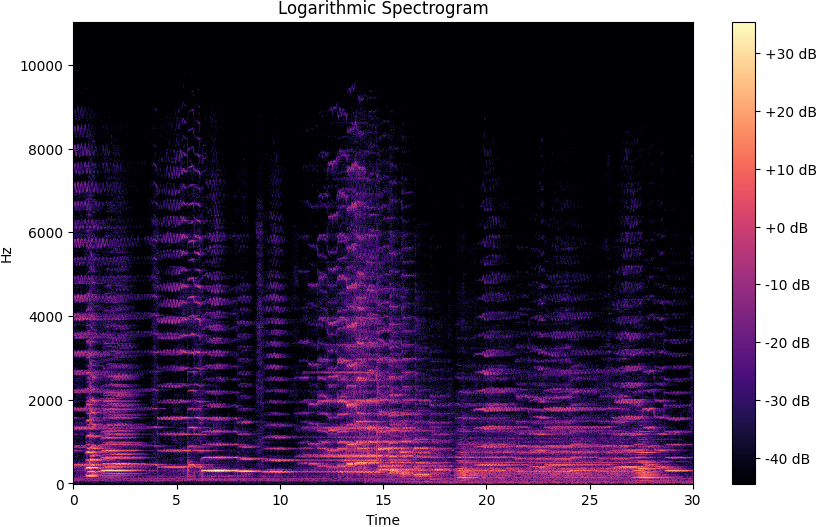 Logarithmic Spectrogram
Hz
10000
8000
6000
4000
2000
0
0 5 10 15 20 25 30
Time
+30 dB
+20 dB
+10 dB
+0 dB
-10 dB
-20 dB
-30 dB
-40 dB